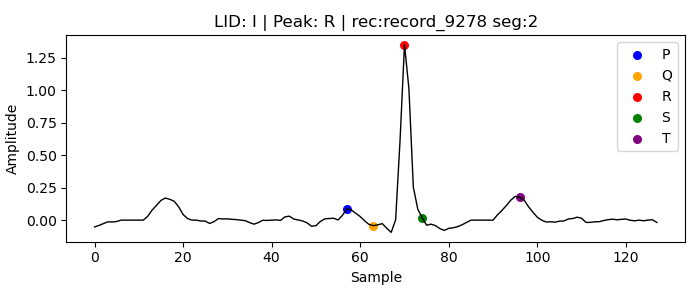 LID: I | Peak: R | rec:record_9278 seg:2
P
Q
R
S
T
Amplitude
1.25
1.00
0.75
0.50
0.25
0.00
0
20
40
60
80
100
120
Sample